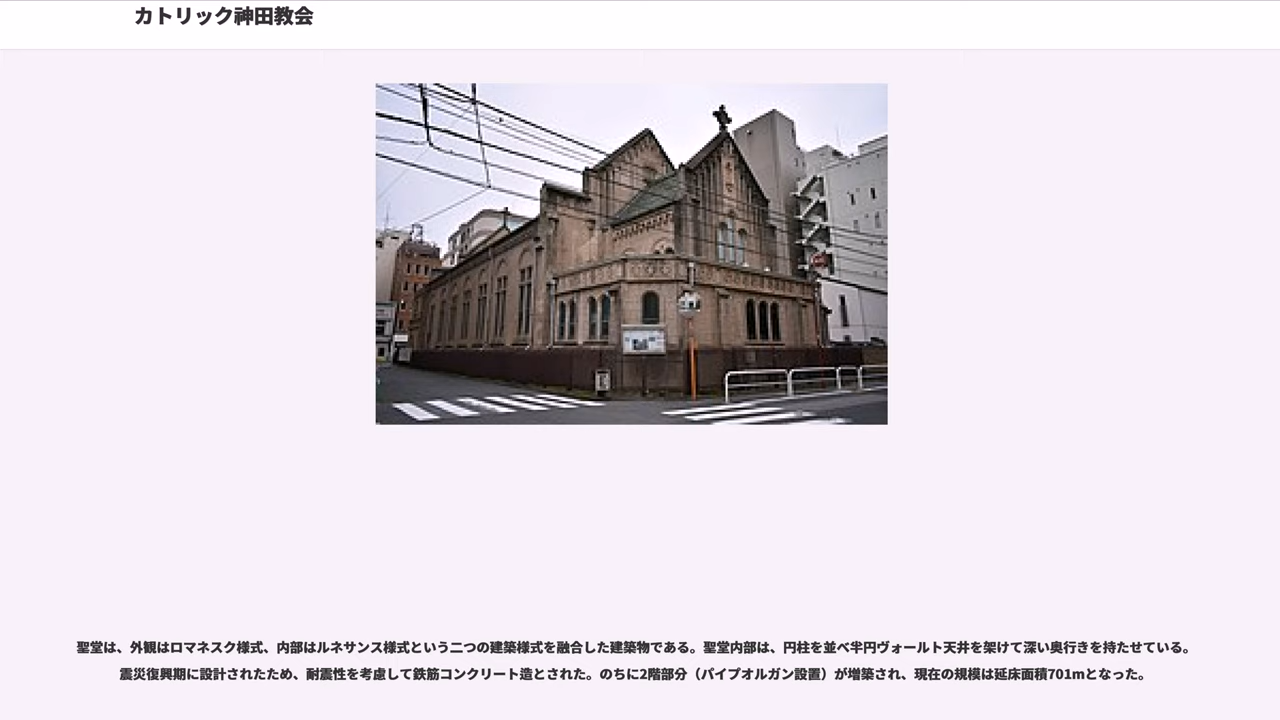 カトリック神田教会
聖堂は、外観はロマネスク様式、内部はルネサンス様式という二つの建築様式を融合した建築物である。聖堂内部は、円柱を並べ半円ヴォールト天井を架けて深い奥行きを持たせている。
震災復興期に設計されたため、耐震性を考慮して鉄筋コンクリート造とされた。のちに2階部分（パイプオルガン設置）が増築され、現在の規模は延床面積701mとなった。